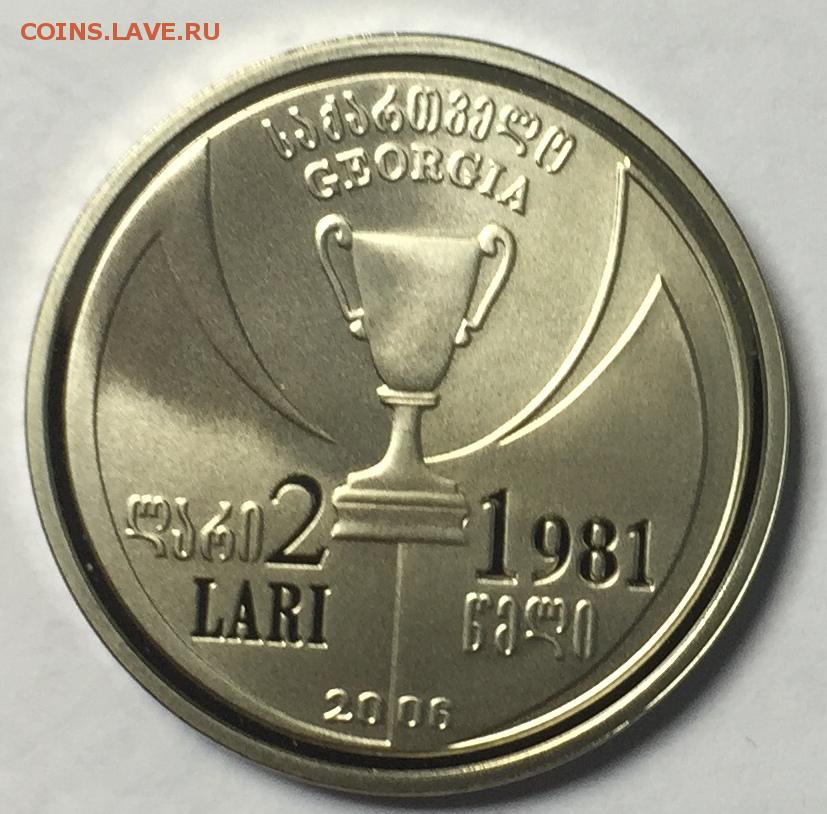 COINS.LAVE.RU
საქართველო
GEORGIA
ლარი 2
LARI
1981
წელი
2006